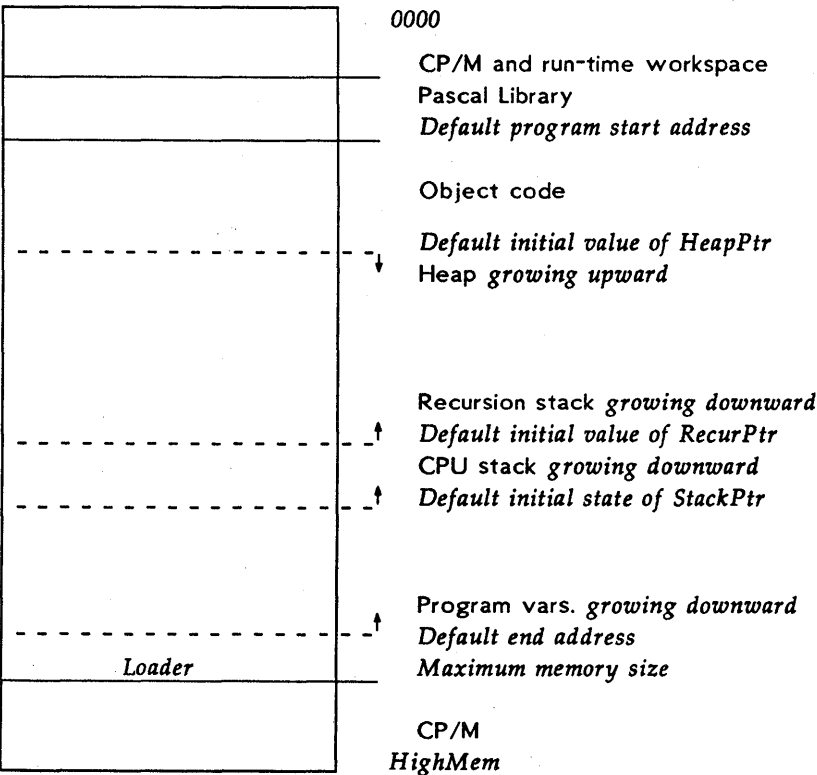 0000
CP/M and run-time workspace
Pascal Library
Default program start address
Object code
Default initial value of HeapPtr
Heap growing upward
Recursion stack growing downward
Default initial value of RecurPtr
CPU stack growing downward
Default initial state of StackPtr
Program vars. growing downward
Default end address
Loader Maximum memory size
CP/M
HighMem